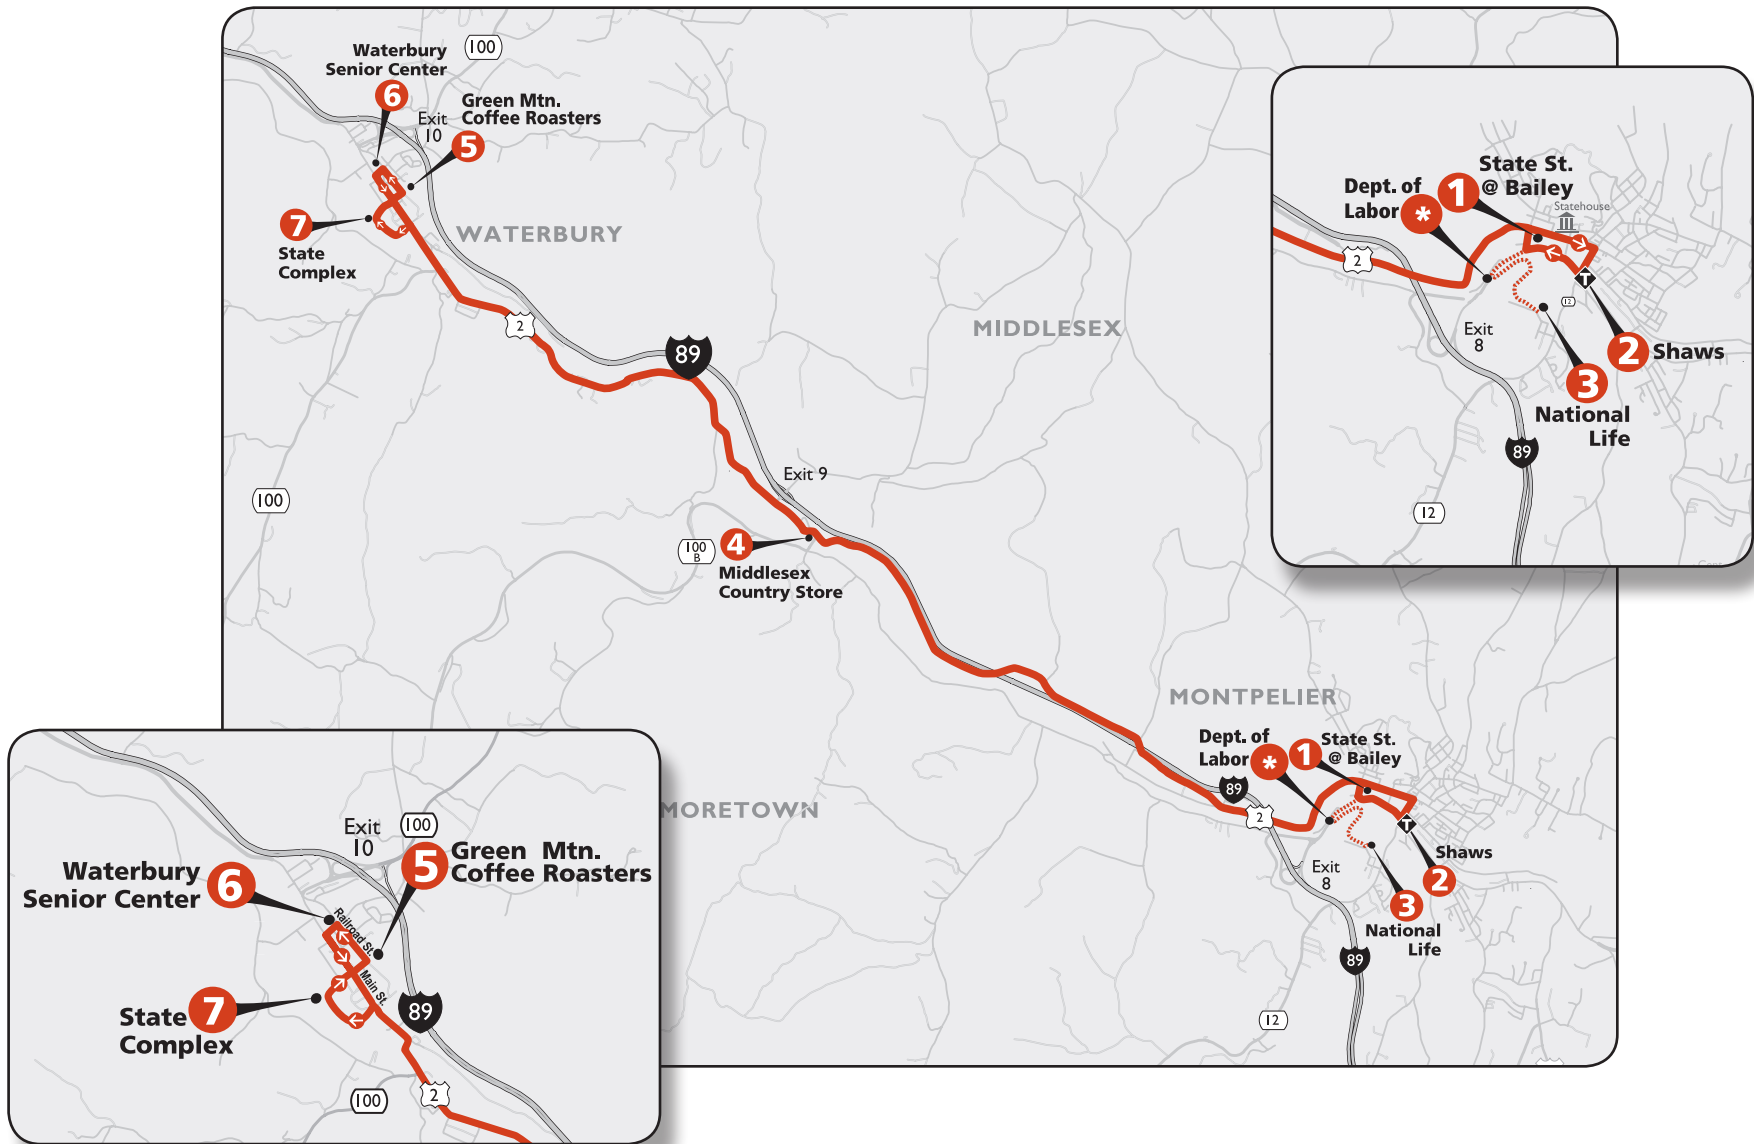 Waterbury
Senior Center
6
100
Green Mtn.
Coffee Roasters
Exit
10
5
7
State
Complex
WATERBURY
2
89
MIDDLESEX
Exit 9
100
100
B
4
Middlesex
Country Store
MONTPELIER
Dept. of
Labor
*
1
State St.
@ Bailey
89
2
MORETOWN
T
Shaws
2
Exit
8
3
National
Life
89
12
State St.
@ Bailey
1
Dept. of
Labor
*
Statehouse
2
T
12
Exit
8
2
Shaws
3
National
Life
89
12
Exit
10
100
5
Green Mtn.
Coffee Roasters
Waterbury
Senior Center
6
Railroad St.
Main St.
State
Complex
7
89
2
100